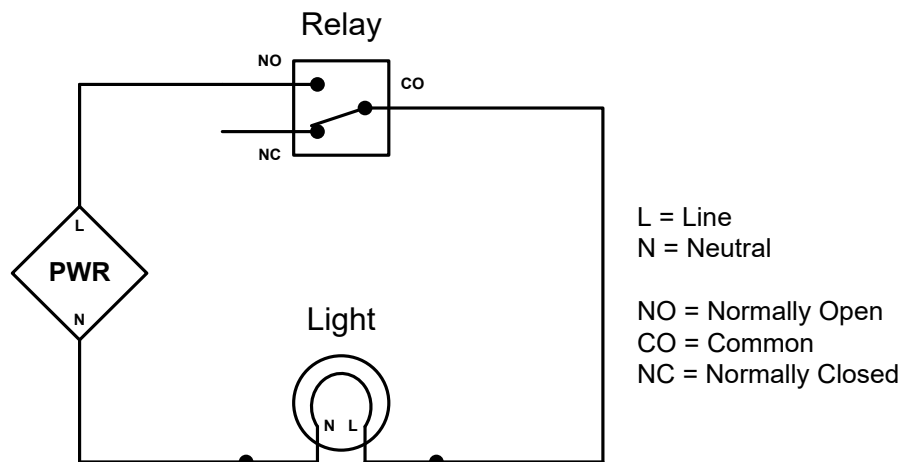 Relay
NO
CO
NC
L
PWR
N
L = Line
N = Neutral
NO = Normally Open
CO = Common
NC = Normally Closed
Light
N L